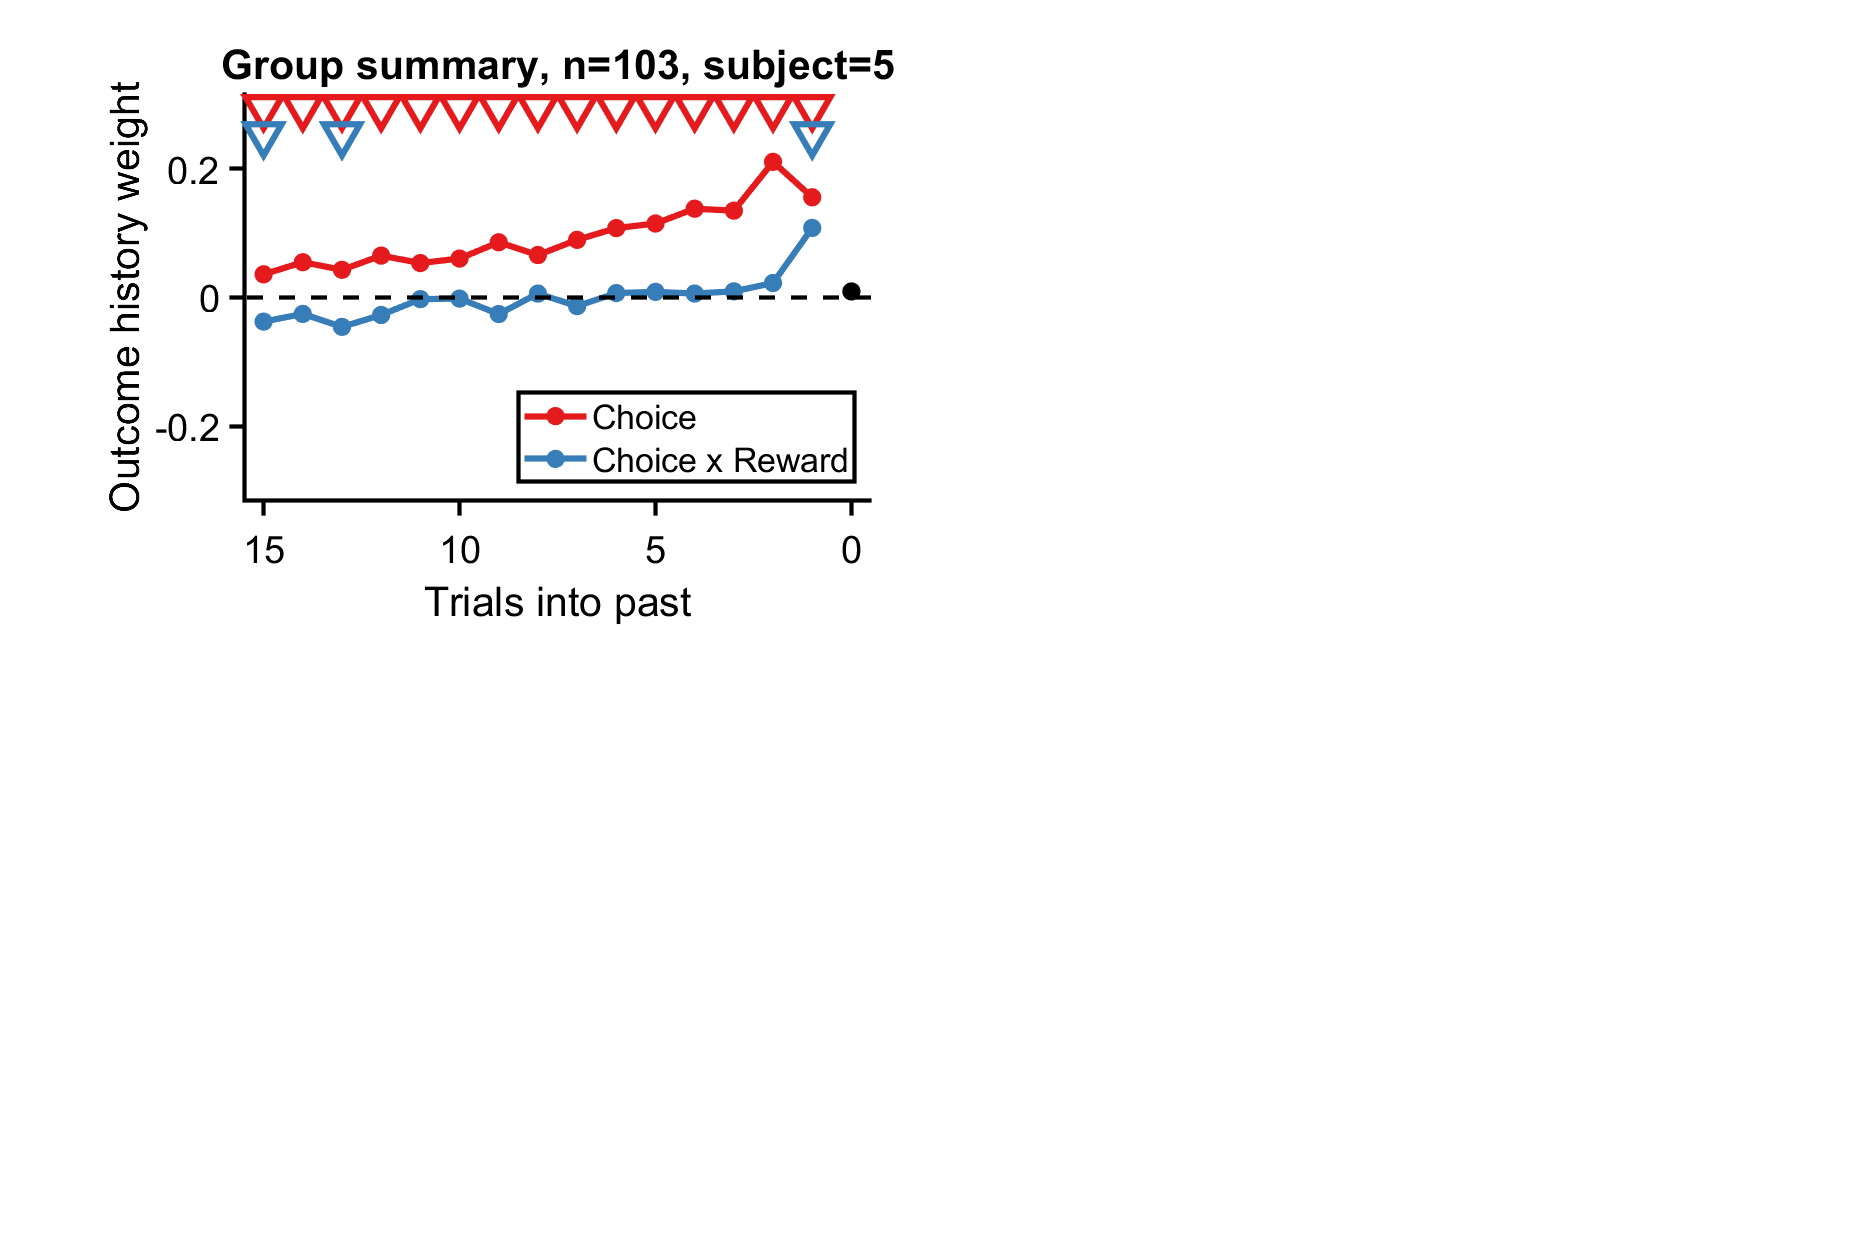 Group summary, n=103, subject=5
Outcome history weight
0.2
0
-0.2
Choice
Choice x Reward
15 10 5 0
Trials into past